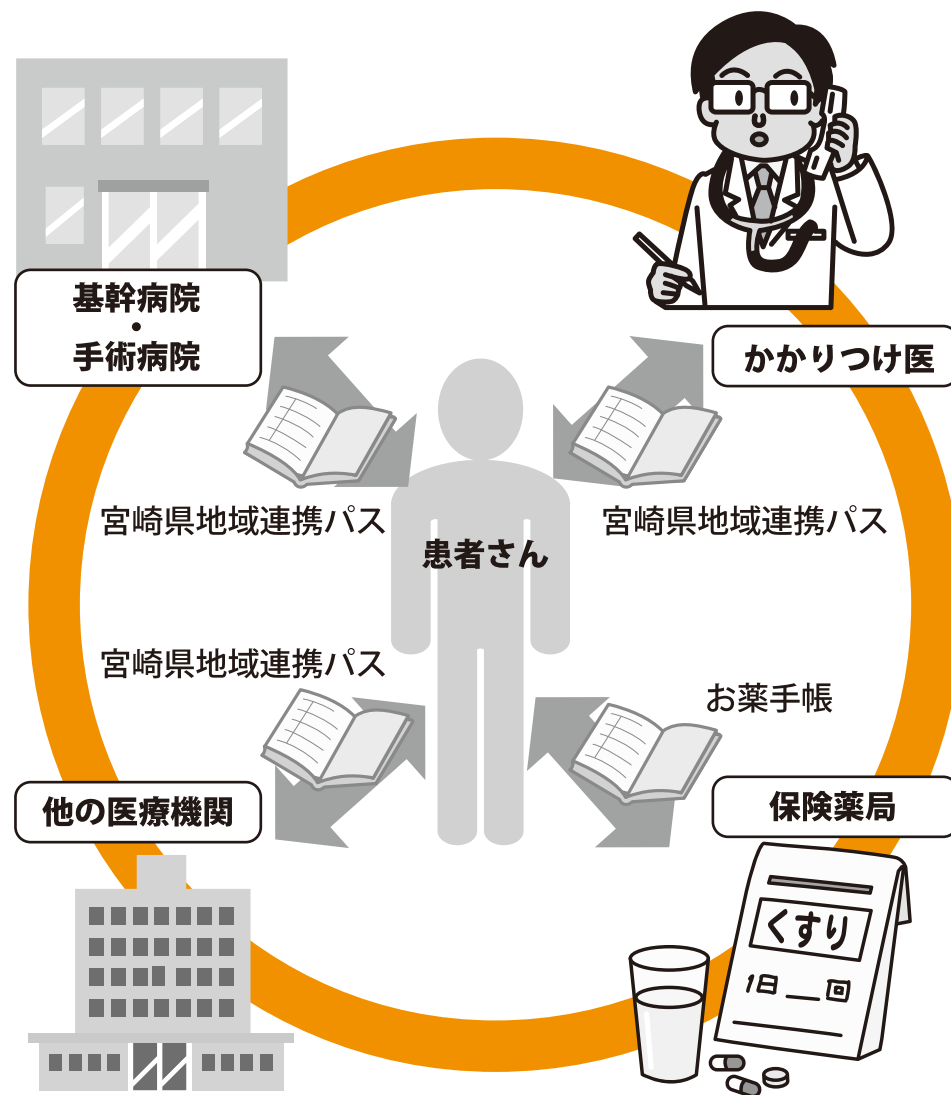 基幹病院
・
手術病院
かかりつけ医
宮崎県地域連携パス
宮崎県地域連携パス
患者さん
宮崎県地域連携パス
お薬手帳
他の医療機関
保険薬局
くすり
1日__回